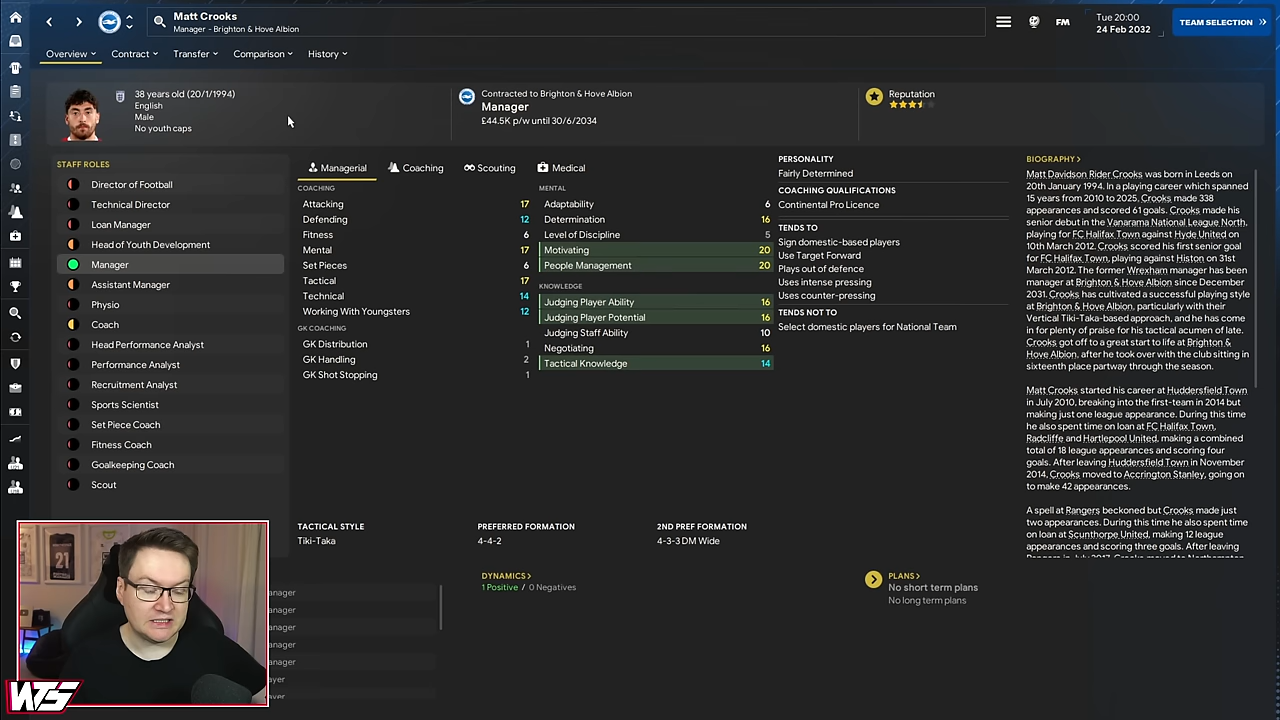 Matt Crooks
Manager - Brighton & Hove Albion
FM
Tue 20:00
24 Feb 2032
TEAM SELECTION
Overview
Contract
Transfer
Comparison
History
38 years old (20/1/1994)
English
Male
No youth caps
Contracted to Brighton & Hove Albion
Manager
£44.5K p/w until 30/6/2034
Reputation
STAFF ROLES
Director of Football
Technical Director
Loan Manager
Head of Youth Development
Manager
Assistant Manager
Physio
Coach
Head Performance Analyst
Performance Analyst
Recruitment Analyst
Sports Scientist
Set Piece Coach
Fitness Coach
Goalkeeping Coach
Scout
Managerial
Coaching
Scouting
Medical
COACHING
Attacking 17
Defending 12
Fitness 6
Mental 17
Set Pieces 6
Tactical 17
Technical 14
Working With Youngsters 12
GK COACHING
GK Distribution 1
GK Handling 2
GK Shot Stopping 1
MENTAL
Adaptability 6
Determination 16
Level of Discipline 5
Motivating 20
People Management 20
KNOWLEDGE
Judging Player Ability 16
Judging Player Potential 16
Judging Staff Ability 10
Negotiating 16
Tactical Knowledge 14
PERSONALITY
Fairly Determined
COACHING QUALIFICATIONS
Continental Pro Licence
TENDS TO
Sign domestic-based players
Use Target Forward
Plays out of defence
Uses intense pressing
Uses counter-pressing
TENDS NOT TO
Select domestic players for National Team
BIOGRAPHY >
Matt Davidson Rider Crooks was born in Leeds on
20th January 1994. In a playing career which spanned
15 years from 2010 to 2025, Crooks made 338
appearances and scored 61 goals. Crooks made his
senior debut in the Vanarama National League North,
playing for FC Halifax Town against Hyde United on
10th March 2012. Crooks scored his first senior goal
for FC Halifax Town, playing against Histon on 31st
March 2012. The former Wrexham manager has been
manager at Brighton & Hove Albion since December
2031. Crooks has cultivated a successful playing style
at Brighton & Hove Albion, particularly with their
Vertical Tiki-Taka-based approach, and he has come
in for plenty of praise for his tactical acumen of late.
Crooks got off to a great start to life at Brighton &
Hove Albion, after he took over with the club sitting in
sixteenth place partway through the season.
Matt Crooks started his career at Huddersfield Town
in July 2010, breaking into the first-team in 2014 but
making just one league appearance. During this time
he also spent time on loan at FC Halifax Town,
Radcliffe and Hartlepool United, making a combined
total of 18 league appearances and scoring four
goals. After leaving Huddersfield Town in November
2014, Crooks moved to Accrington Stanley, going on
to make 42 appearances.
A spell at Rangers beckoned but Crooks made just
two appearances. During this time he also spent time
on loan at Scunthorpe United, making 12 league
appearances and scoring three goals. After leaving
Rangers in July 2017, Crooks moved to Northampton
TACTICAL STYLE
Tiki-Taka
PREFERRED FORMATION
4-4-2
2ND PREF FORMATION
4-3-3 DM Wide
DYNAMICS >
1 Positive / 0 Negatives
PLANS >
No short term plans
No long term plans
anager
anager
anager
anager
anager
ayer
ayer
21
WTS